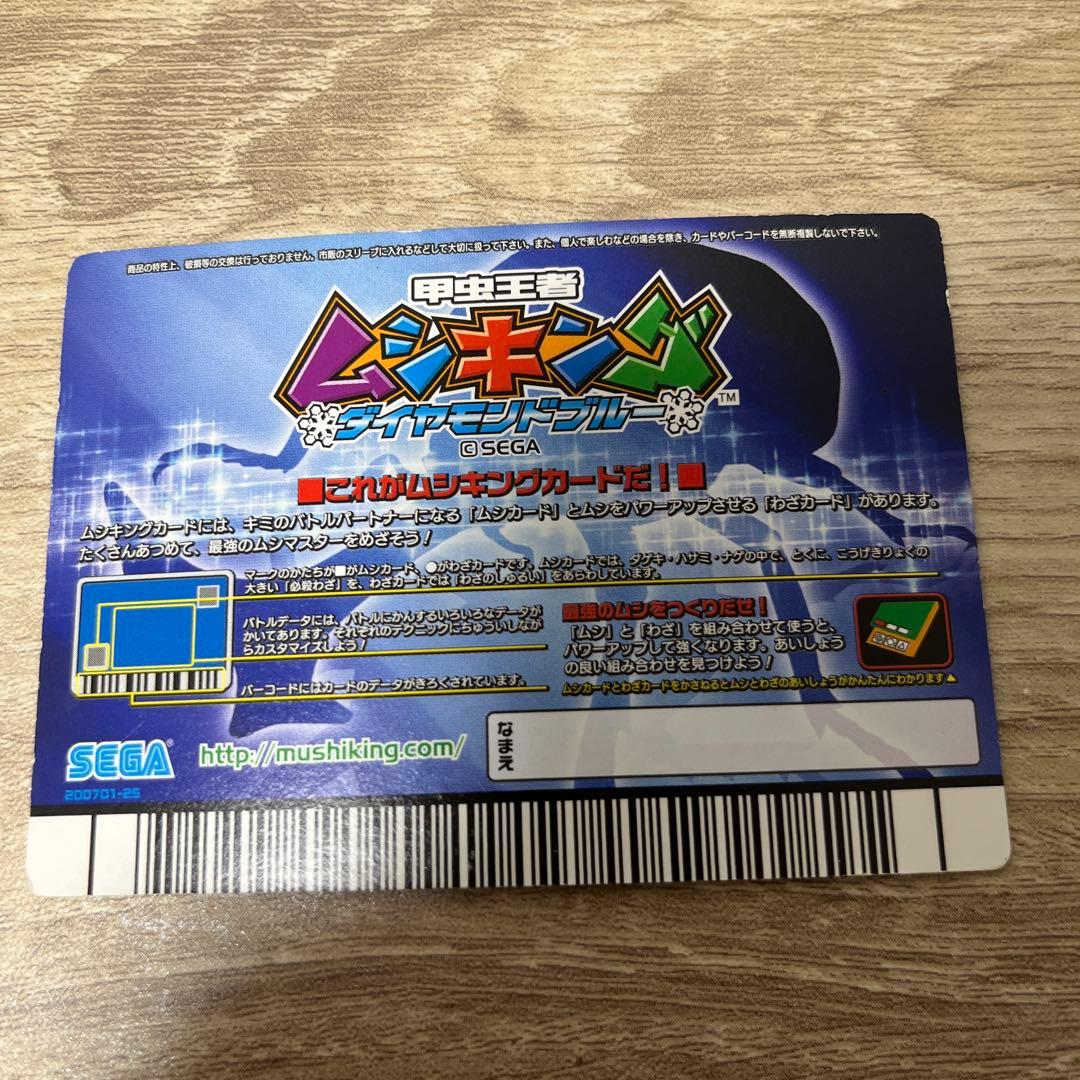 商品の特性上、破損等の交換は行っておりません。市販のスリーブに入れるなどして大切に扱って下さい。また、個人で楽しむなどの場合を除き、カードやバーコードを無断複製しないで下さい。
甲虫王者
ムシキング
TM
ダイヤモンドブルー
©SEGA
■これがムシキングカードだ!■
ムシキングカードには、キミのバトルパートナーになる「ムシカード」とムシをパワーアップさせる「わざカード」があります。
たくさんあつめて、最強のムシマスターをめざそう!
マークのかたちが■がムシカード、●がわざカードです。ムシカードでは、ダゲキ・ハサミ・ナゲの中で、とくに、こうげきりょくの
大きい「必殺わざ」を、わざカードでは「わざのしゅるい」をあらわしています。
バトルデータには、バトルにかんするいろいろなデータが
かいてあります。それぞれのテクニックにちゅういしなが
らカスタマイズしよう!
バーコードにはカードのデータがきろくされています。
最強のムシをつくりだせ!
「ムシ」と「わざ」を組み合わせて使うと、
パワーアップして強くなります。あいしょう
の良い組み合わせを見つけよう!
ムシカードとわざカードをかさねるとムシとわざのあいしょうがかんたんにわかります▲
なまえ
SEGA®
http://mushiking.com/
200701-25